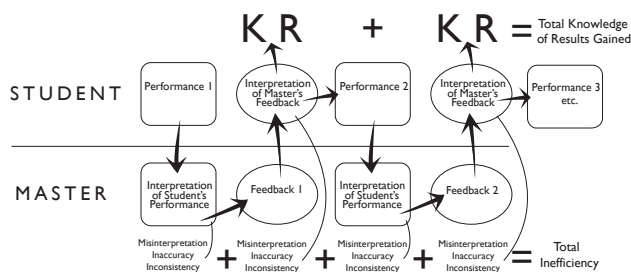 K R + K R = Total Knowledge
of Results Gained
STUDENT
Performance 1
Interpretation
of Master's
Feedback
Performance 2
Interpretation
of Master's
Feedback
Performance 3
etc.
MASTER
Interpretation
of Student's
Performance
Feedback 1
Interpretation
of Student's
Performance
Feedback 2
Misinterpretation
Inaccuracy
Inconsistency
+
Misinterpretation
Inaccuracy
Inconsistency
+
Misinterpretation
Inaccuracy
Inconsistency
+
Misinterpretation
Inaccuracy
Inconsistency
=
Total
Inefficiency